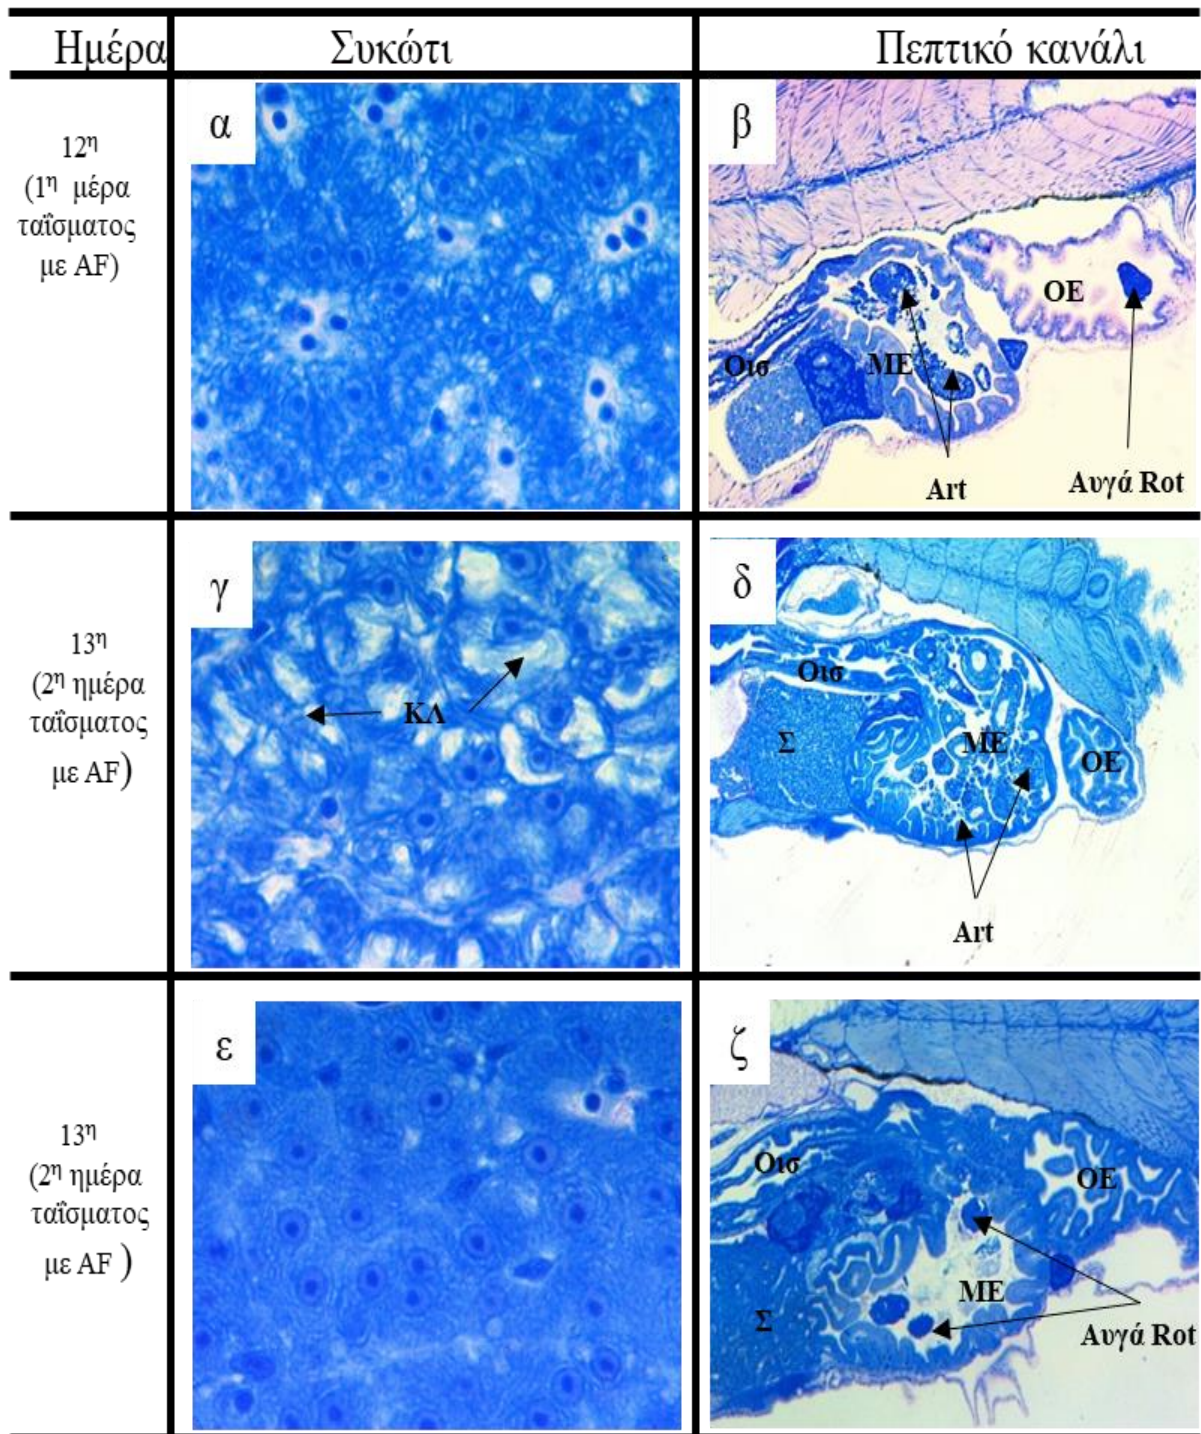 Ημέρα Συκώτι Πεπτικό κανάλι
12η
(1η μέρα
ταΐσματος
με AF)
α
β
ΟΕ
Οισ
ΜΕ
Art
Αυγά Rot
13η
(2η ημέρα
ταΐσματος
με AF)
γ
ΚΛ
δ
Οισ
Σ
ΜΕ
ΟΕ
Art
13η
(2η ημέρα
ταΐσματος
με AF )
ε
ζ
Οισ
ΟΕ
ΜΕ
Σ
Αυγά Rot